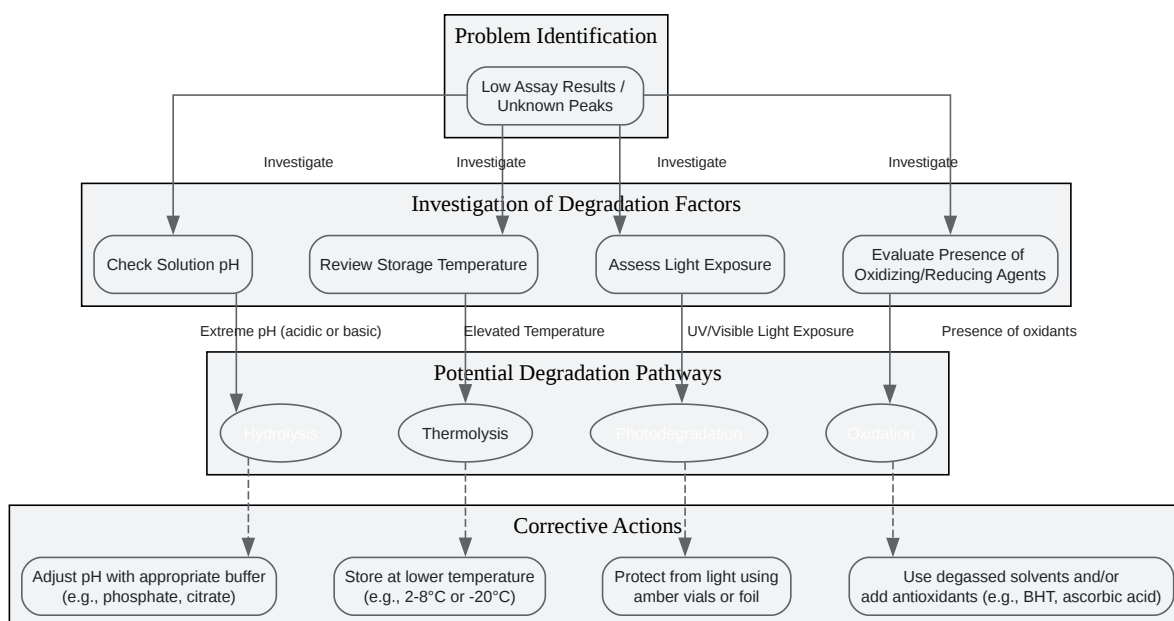 Problem Identification
Low Assay Results /
Unknown Peaks
Investigate
Investigate
Investigate
Investigate
Investigation of Degradation Factors
Check Solution pH
Review Storage Temperature
Assess Light Exposure
Evaluate Presence of
Oxidizing/Reducing Agents
Extreme pH (acidic or basic)
Elevated Temperature
UV/Visible Light Exposure
Presence of oxidants
Potential Degradation Pathways
Hydrolysis
Thermolysis
Photodegradation
Oxidation
Corrective Actions
Adjust pH with appropriate buffer
(e.g., phosphate, citrate)
Store at lower temperature
(e.g., 2-8°C or -20°C)
Protect from light using
amber vials or foil
Use degassed solvents and/or
add antioxidants (e.g., BHT, ascorbic acid)